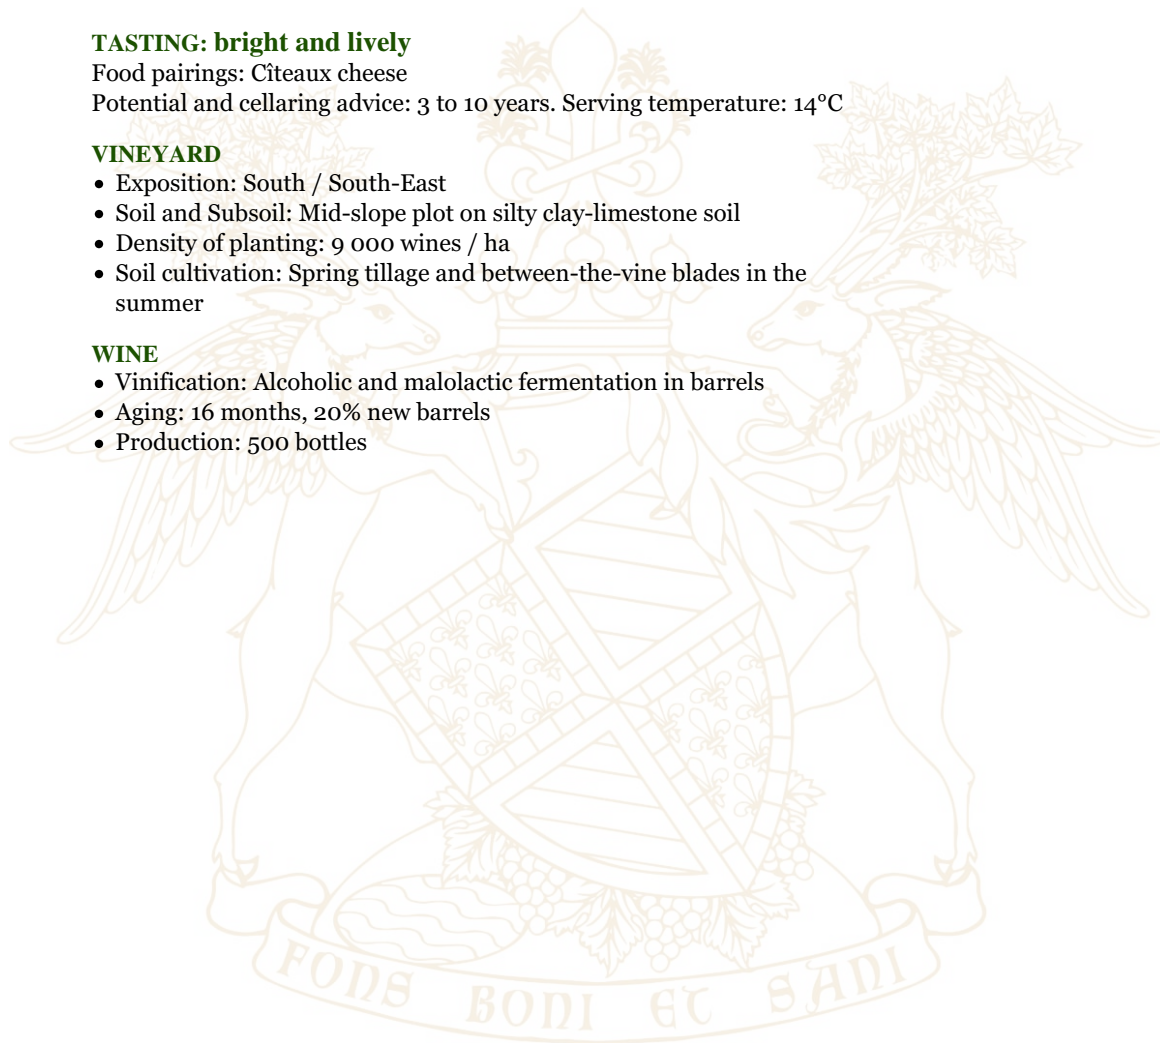 TASTING: bright and lively
Food pairings: Cîteaux cheese
Potential and cellaring advice: 3 to 10 years. Serving temperature: 14°C
VINEYARD
• Exposition: South / South-East
• Soil and Subsoil: Mid-slope plot on silty clay-limestone soil
• Density of planting: 9 000 wines / ha
• Soil cultivation: Spring tillage and between-the-vine blades in the
summer
WINE
• Vinification: Alcoholic and malolactic fermentation in barrels
• Aging: 16 months, 20% new barrels
• Production: 500 bottles
FONS BONI ET SANI